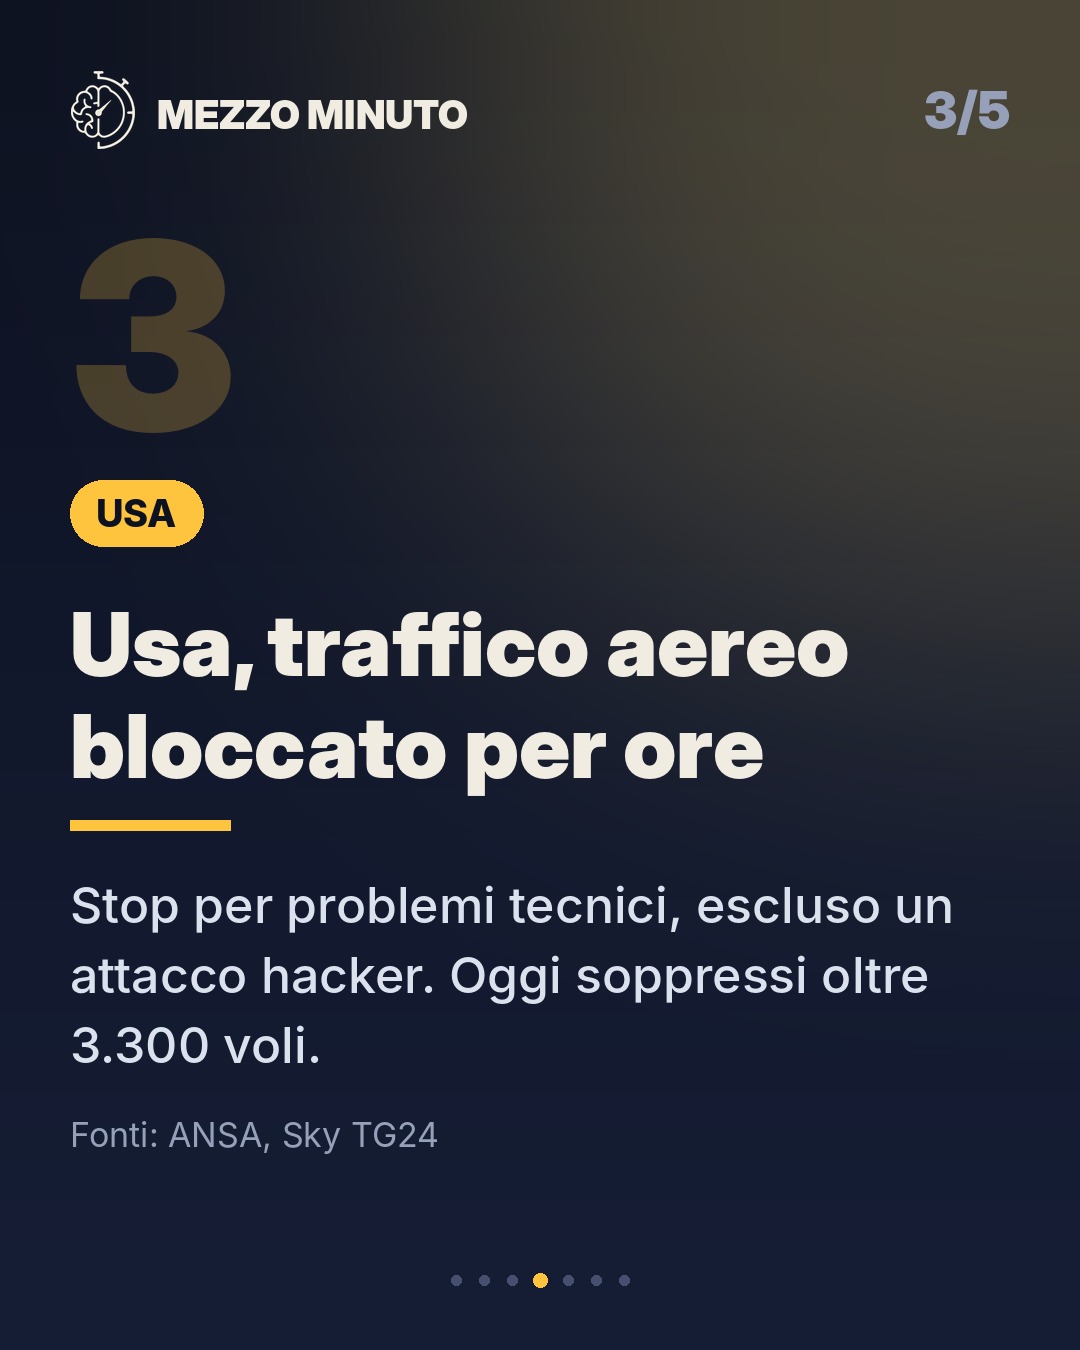 MEZZO MINUTO
3/5
3
USA
Usa, traffico aereo
bloccato per ore
Stop per problemi tecnici, escluso un
attacco hacker. Oggi soppressi oltre
3.300 voli.
Fonti: ANSA, Sky TG24